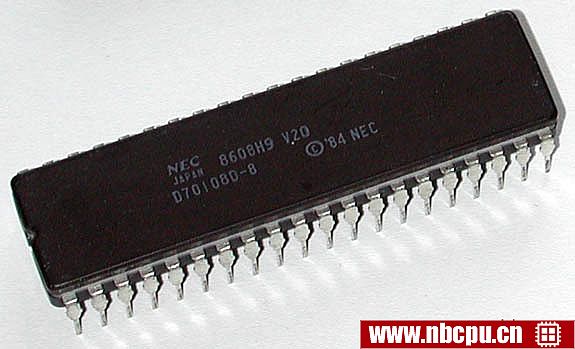 NEC 8608H9 V20
JAPAN
D70108D-8 ©'84 NEC
www.nbcpu.cn